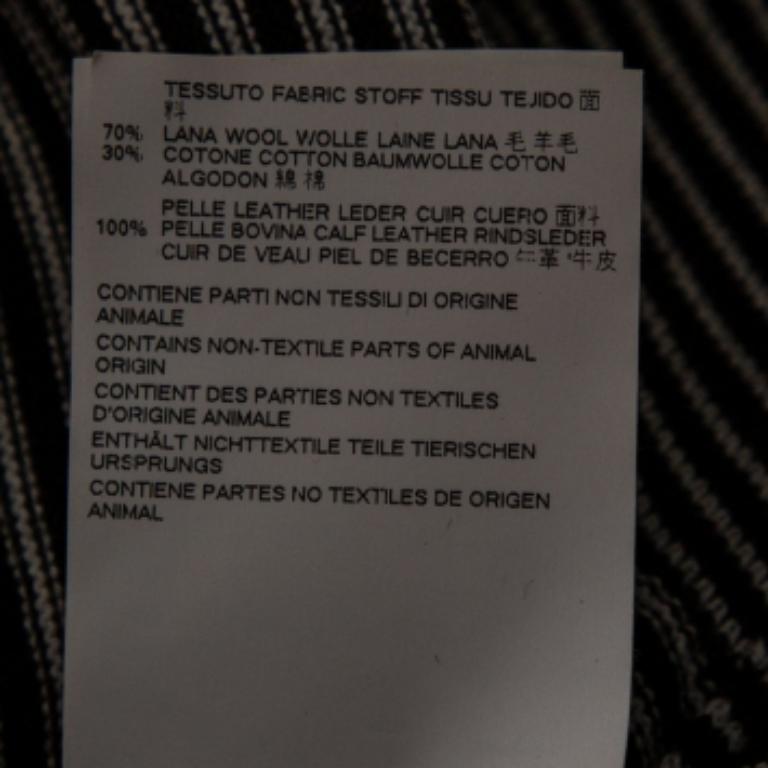 TESSUTO FABRIC STOFF TISSU TEJIDO 面
料
70% LANA WOOL WOLLE LAINE LANA 毛 羊毛
30% COTONE COTTON BAUMWOLLE COTON
ALGODON 綿 棉
PELLE LEATHER LEDER CUIR CUERO 面料
100% PELLE BOVINA CALF LEATHER RINDSLEDER
CUIR DE VEAU PIEL DE BECERRO 牛革 牛皮
CONTIENE PARTI NON TESSILI DI ORIGINE
ANIMALE
CONTAINS NON-TEXTILE PARTS OF ANIMAL
ORIGIN
CONTIENT DES PARTIES NON TEXTILES
D'ORIGINE ANIMALE
ENTHÄLT NICHTTEXTILE TEILE TIERISCHEN
URSPRUNGS
CONTIENE PARTES NO TEXTILES DE ORIGEN
ANIMAL